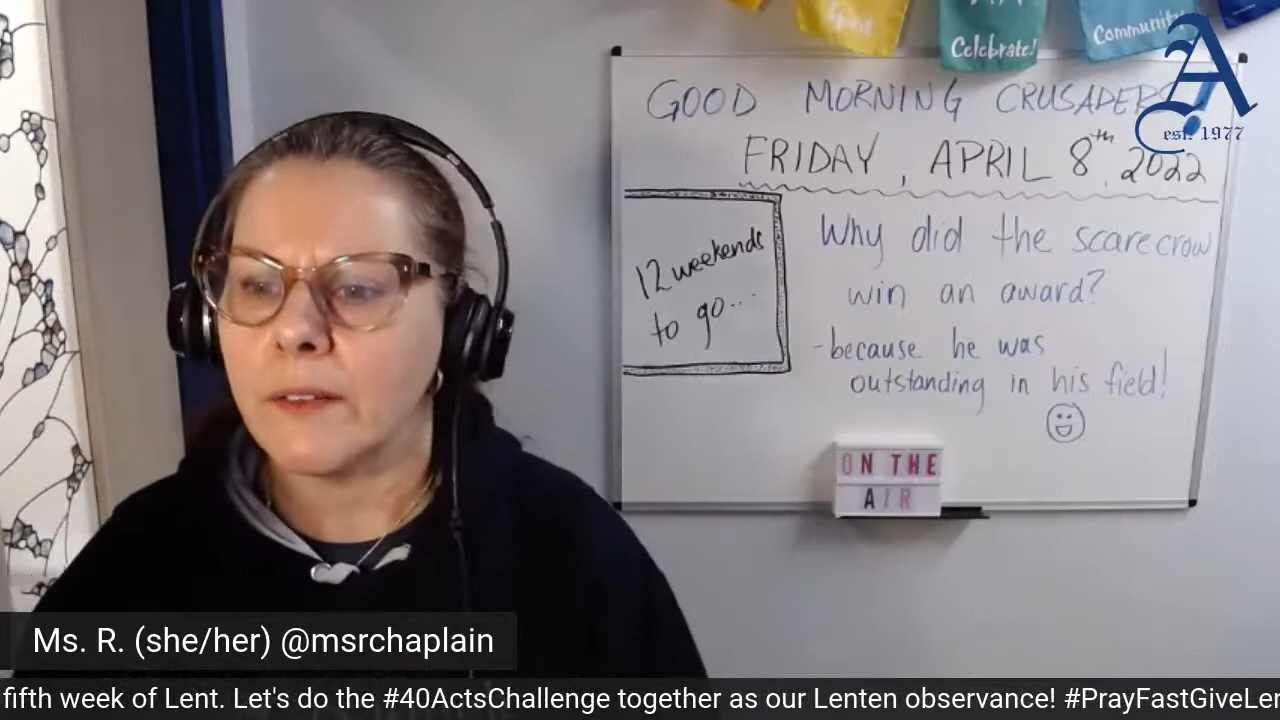 Celebrate!
Community
A
est. 1977
GOOD MORNING CRUSADERS!
FRIDAY, APRIL 8th, 2022
12 weekends
to go...
Why did the scarecrow
win an award?
-because he was
outstanding in his field!
ON THE
AIR
Ms. R. (she/her) @msrchaplain
fifth week of Lent. Let's do the #40ActsChallenge together as our Lenten observance! #PrayFastGiveLen